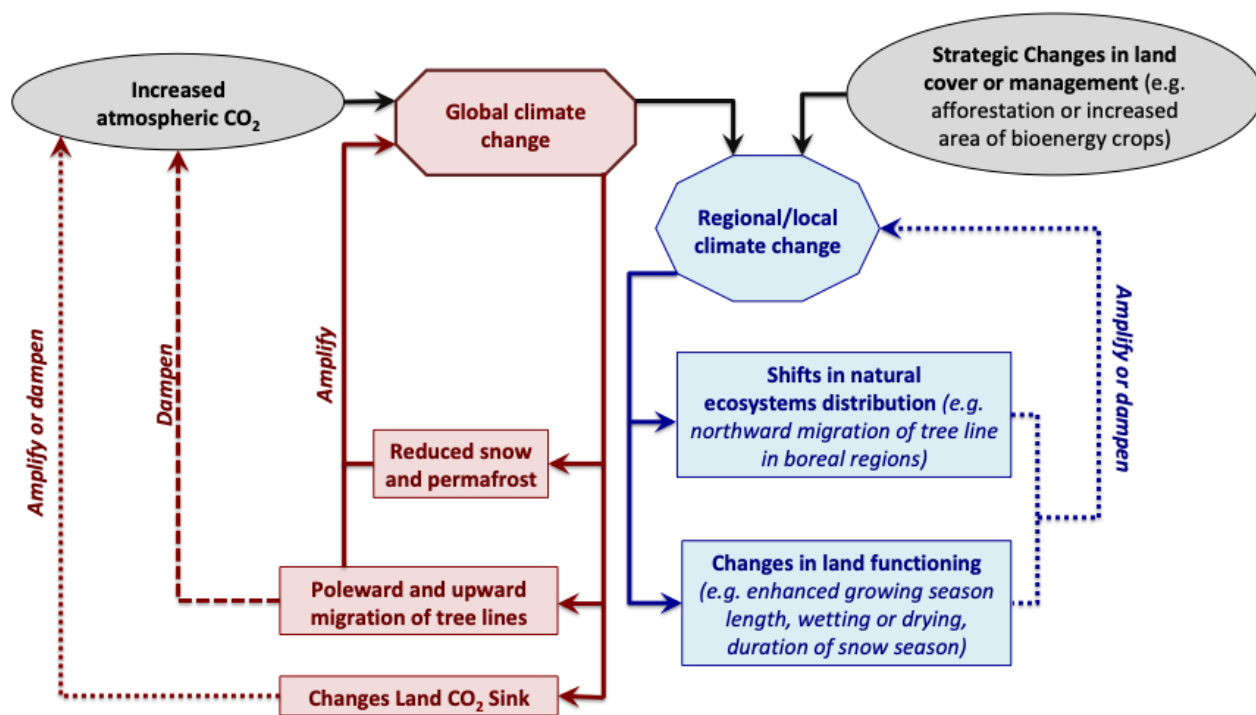 Increased
atmospheric CO₂
Global climate
change
Strategic Changes in land
cover or management (e.g.
afforestation or increased
area of bioenergy crops)
Regional/local
climate change
Amplify or dampen
Dampen
Amplify
Reduced snow
and permafrost
Poleward and upward
migration of tree lines
Changes Land CO₂ Sink
Shifts in natural
ecosystems distribution (e.g.
northward migration of tree line
in boreal regions)
Changes in land functioning
(e.g. enhanced growing season
length, wetting or drying,
duration of snow season)
Amplify or dampen